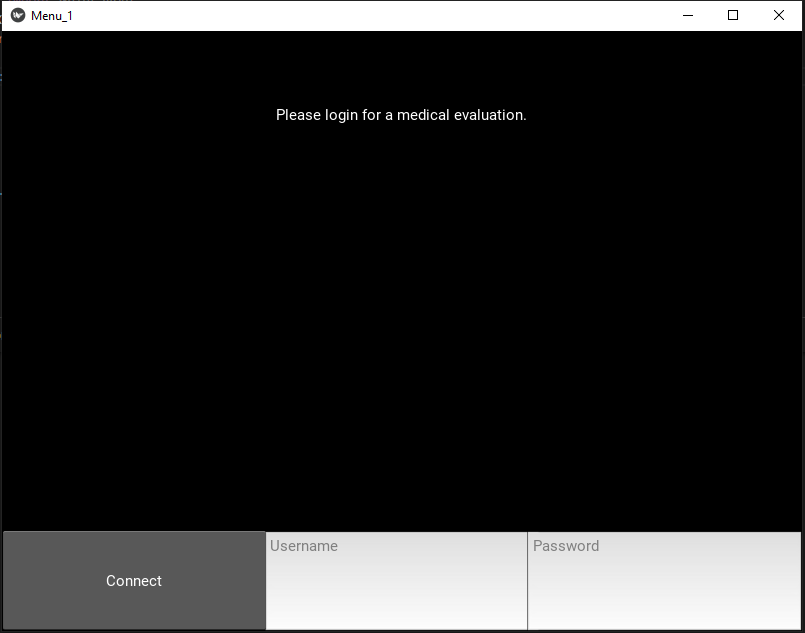 Menu_1
Please login for a medical evaluation.
Connect
Username
Password